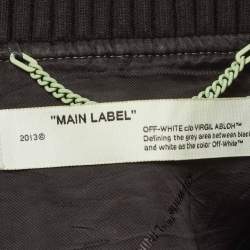 "MAIN LABEL"
2013©
OFF-WHITE c/o VIRGIL ABLOH™
Defining the grey area between black
and white as the color Off-White™